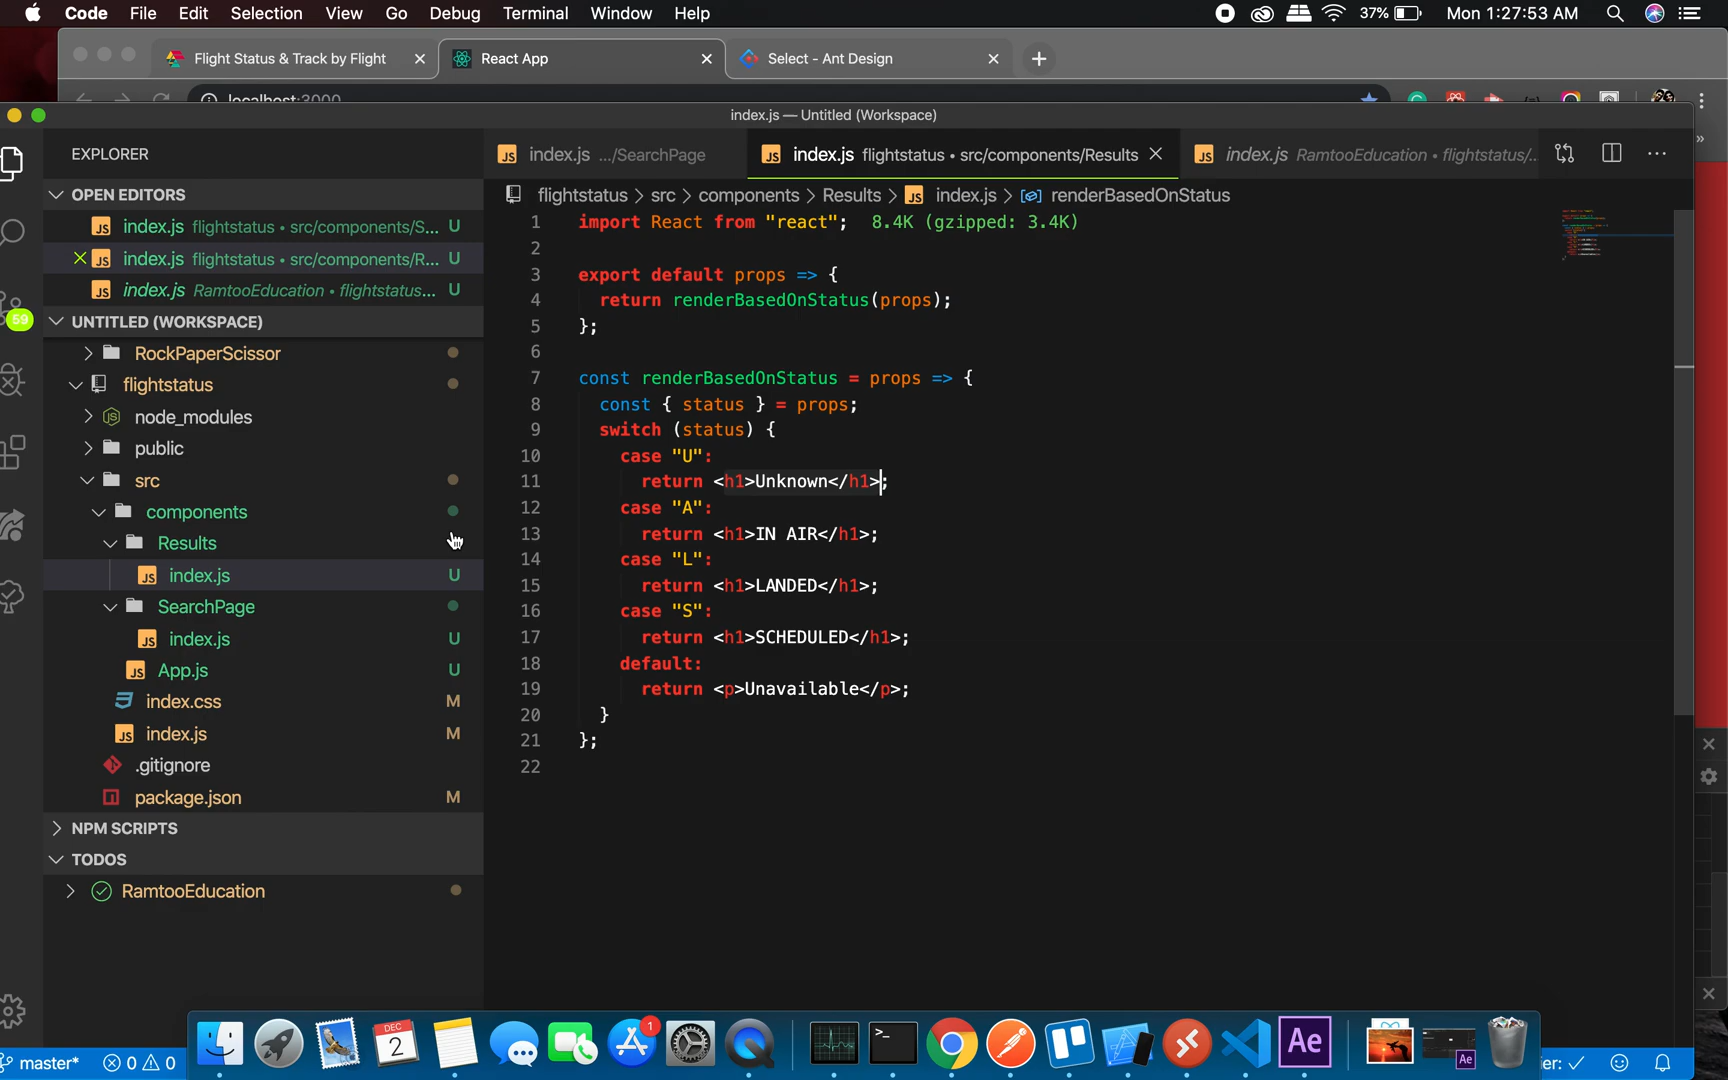 Code File Edit Selection View Go Debug Terminal Window Help 37% Mon 1:27:53 AM
Flight Status & Track by Flight React App Select - Ant Design
localhost:3000
index.js — Untitled (Workspace)
EXPLORER
index.js .../SearchPage index.js flightstatus • src/components/Results index.js RamtooEducation • flightstatus/...
OPEN EDITORS
index.js flightstatus • src/components/S... U
index.js flightstatus • src/components/R... U
index.js RamtooEducation • flightstatus... U
UNTITLED (WORKSPACE)
59
RockPaperScissor
flightstatus
node_modules
public
src
components
Results
index.js U
SearchPage
index.js U
App.js U
index.css M
index.js M
.gitignore
package.json M
NPM SCRIPTS
TODOS
RamtooEducation
flightstatus > src > components > Results > index.js > renderBasedOnStatus
1 import React from "react"; 8.4K (gzipped: 3.4K)
2
3 export default props => {
4 return renderBasedOnStatus(props);
5 };
6
7 const renderBasedOnStatus = props => {
8 const { status } = props;
9 switch (status) {
10 case "U":
11 return <h1>Unknown</h1>;
12 case "A":
13 return <h1>IN AIR</h1>;
14 case "L":
15 return <h1>LANDED</h1>;
16 case "S":
17 return <h1>SCHEDULED</h1>;
18 default:
19 return <p>Unavailable</p>;
20 }
21 };
22
DEC
2
1
Ae
Ae
master* 0 0